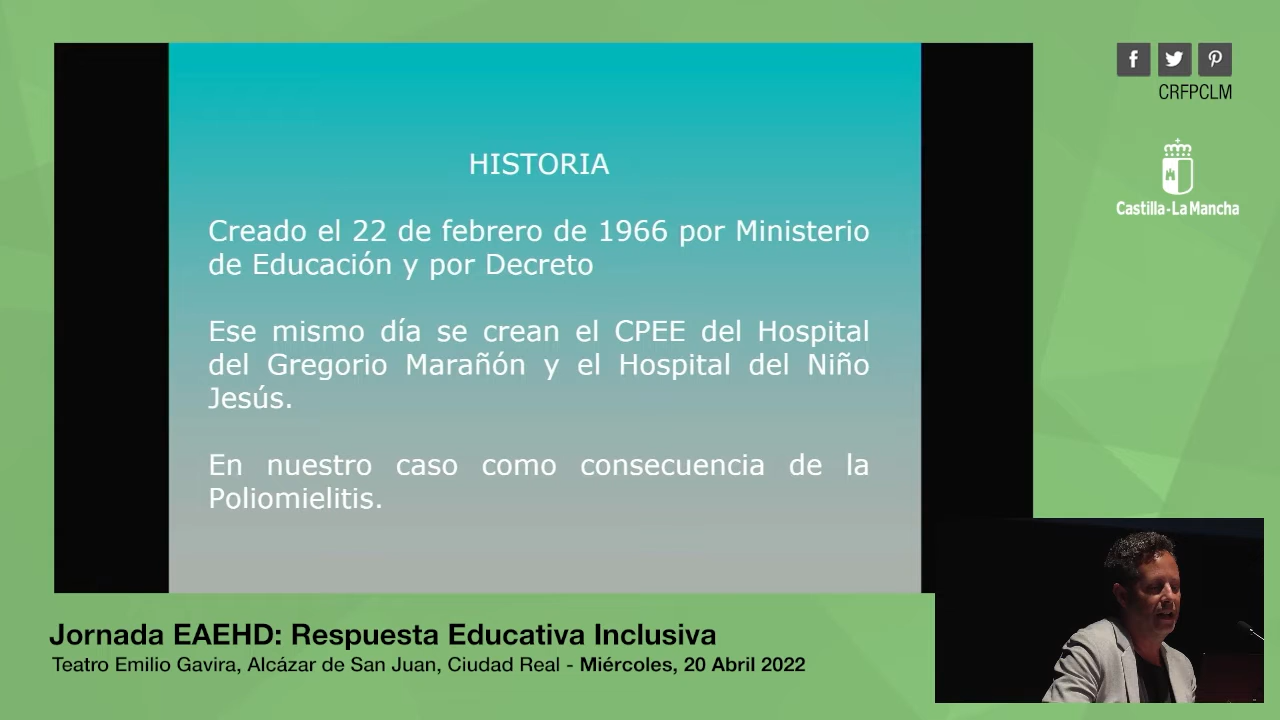 HISTORIA
Creado el 22 de febrero de 1966 por Ministerio
de Educación y por Decreto
Ese mismo día se crean el CPEE del Hospital
del Gregorio Marañón y el Hospital del Niño
Jesús.
En nuestro caso como consecuencia de la
Poliomielitis.
CRFPCLM
Castilla-La Mancha
Jornada EAEHD: Respuesta Educativa Inclusiva
Teatro Emilio Gavira, Alcázar de San Juan, Ciudad Real - Miércoles, 20 Abril 2022